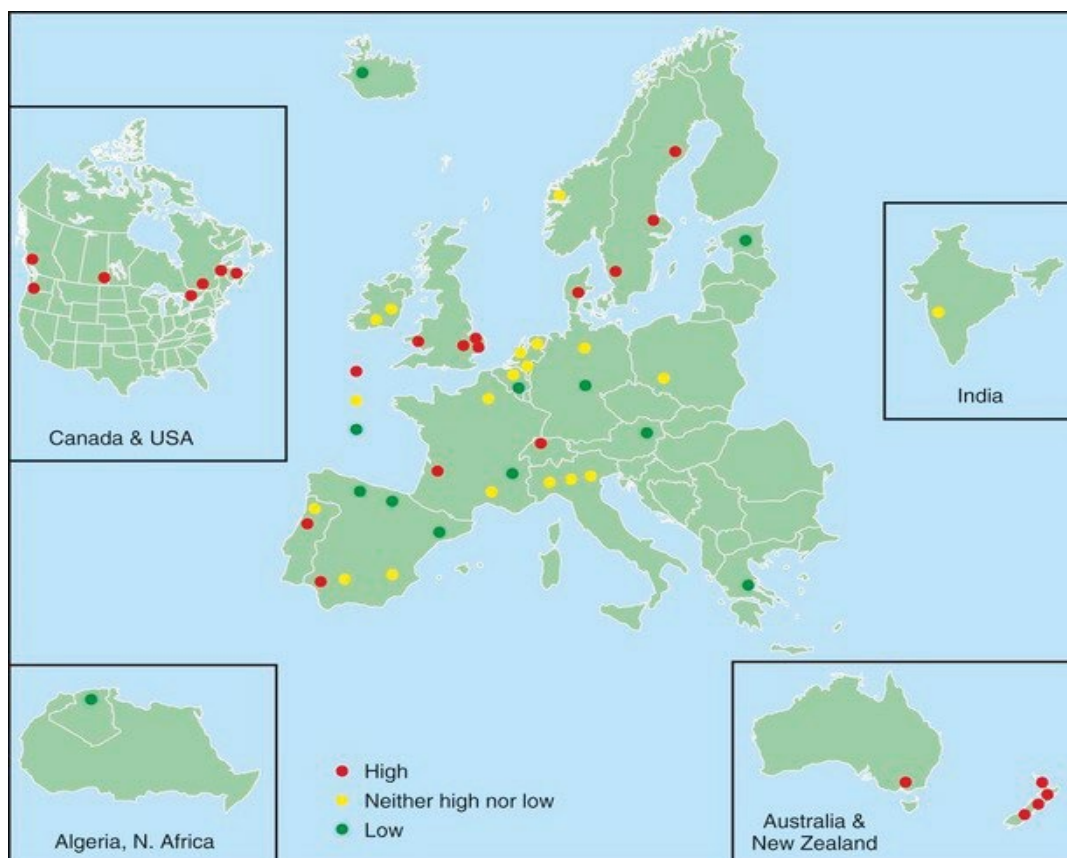 Canada & USA
India
Algeria, N. Africa
High
Neither high nor low
Low
Australia &
New Zealand